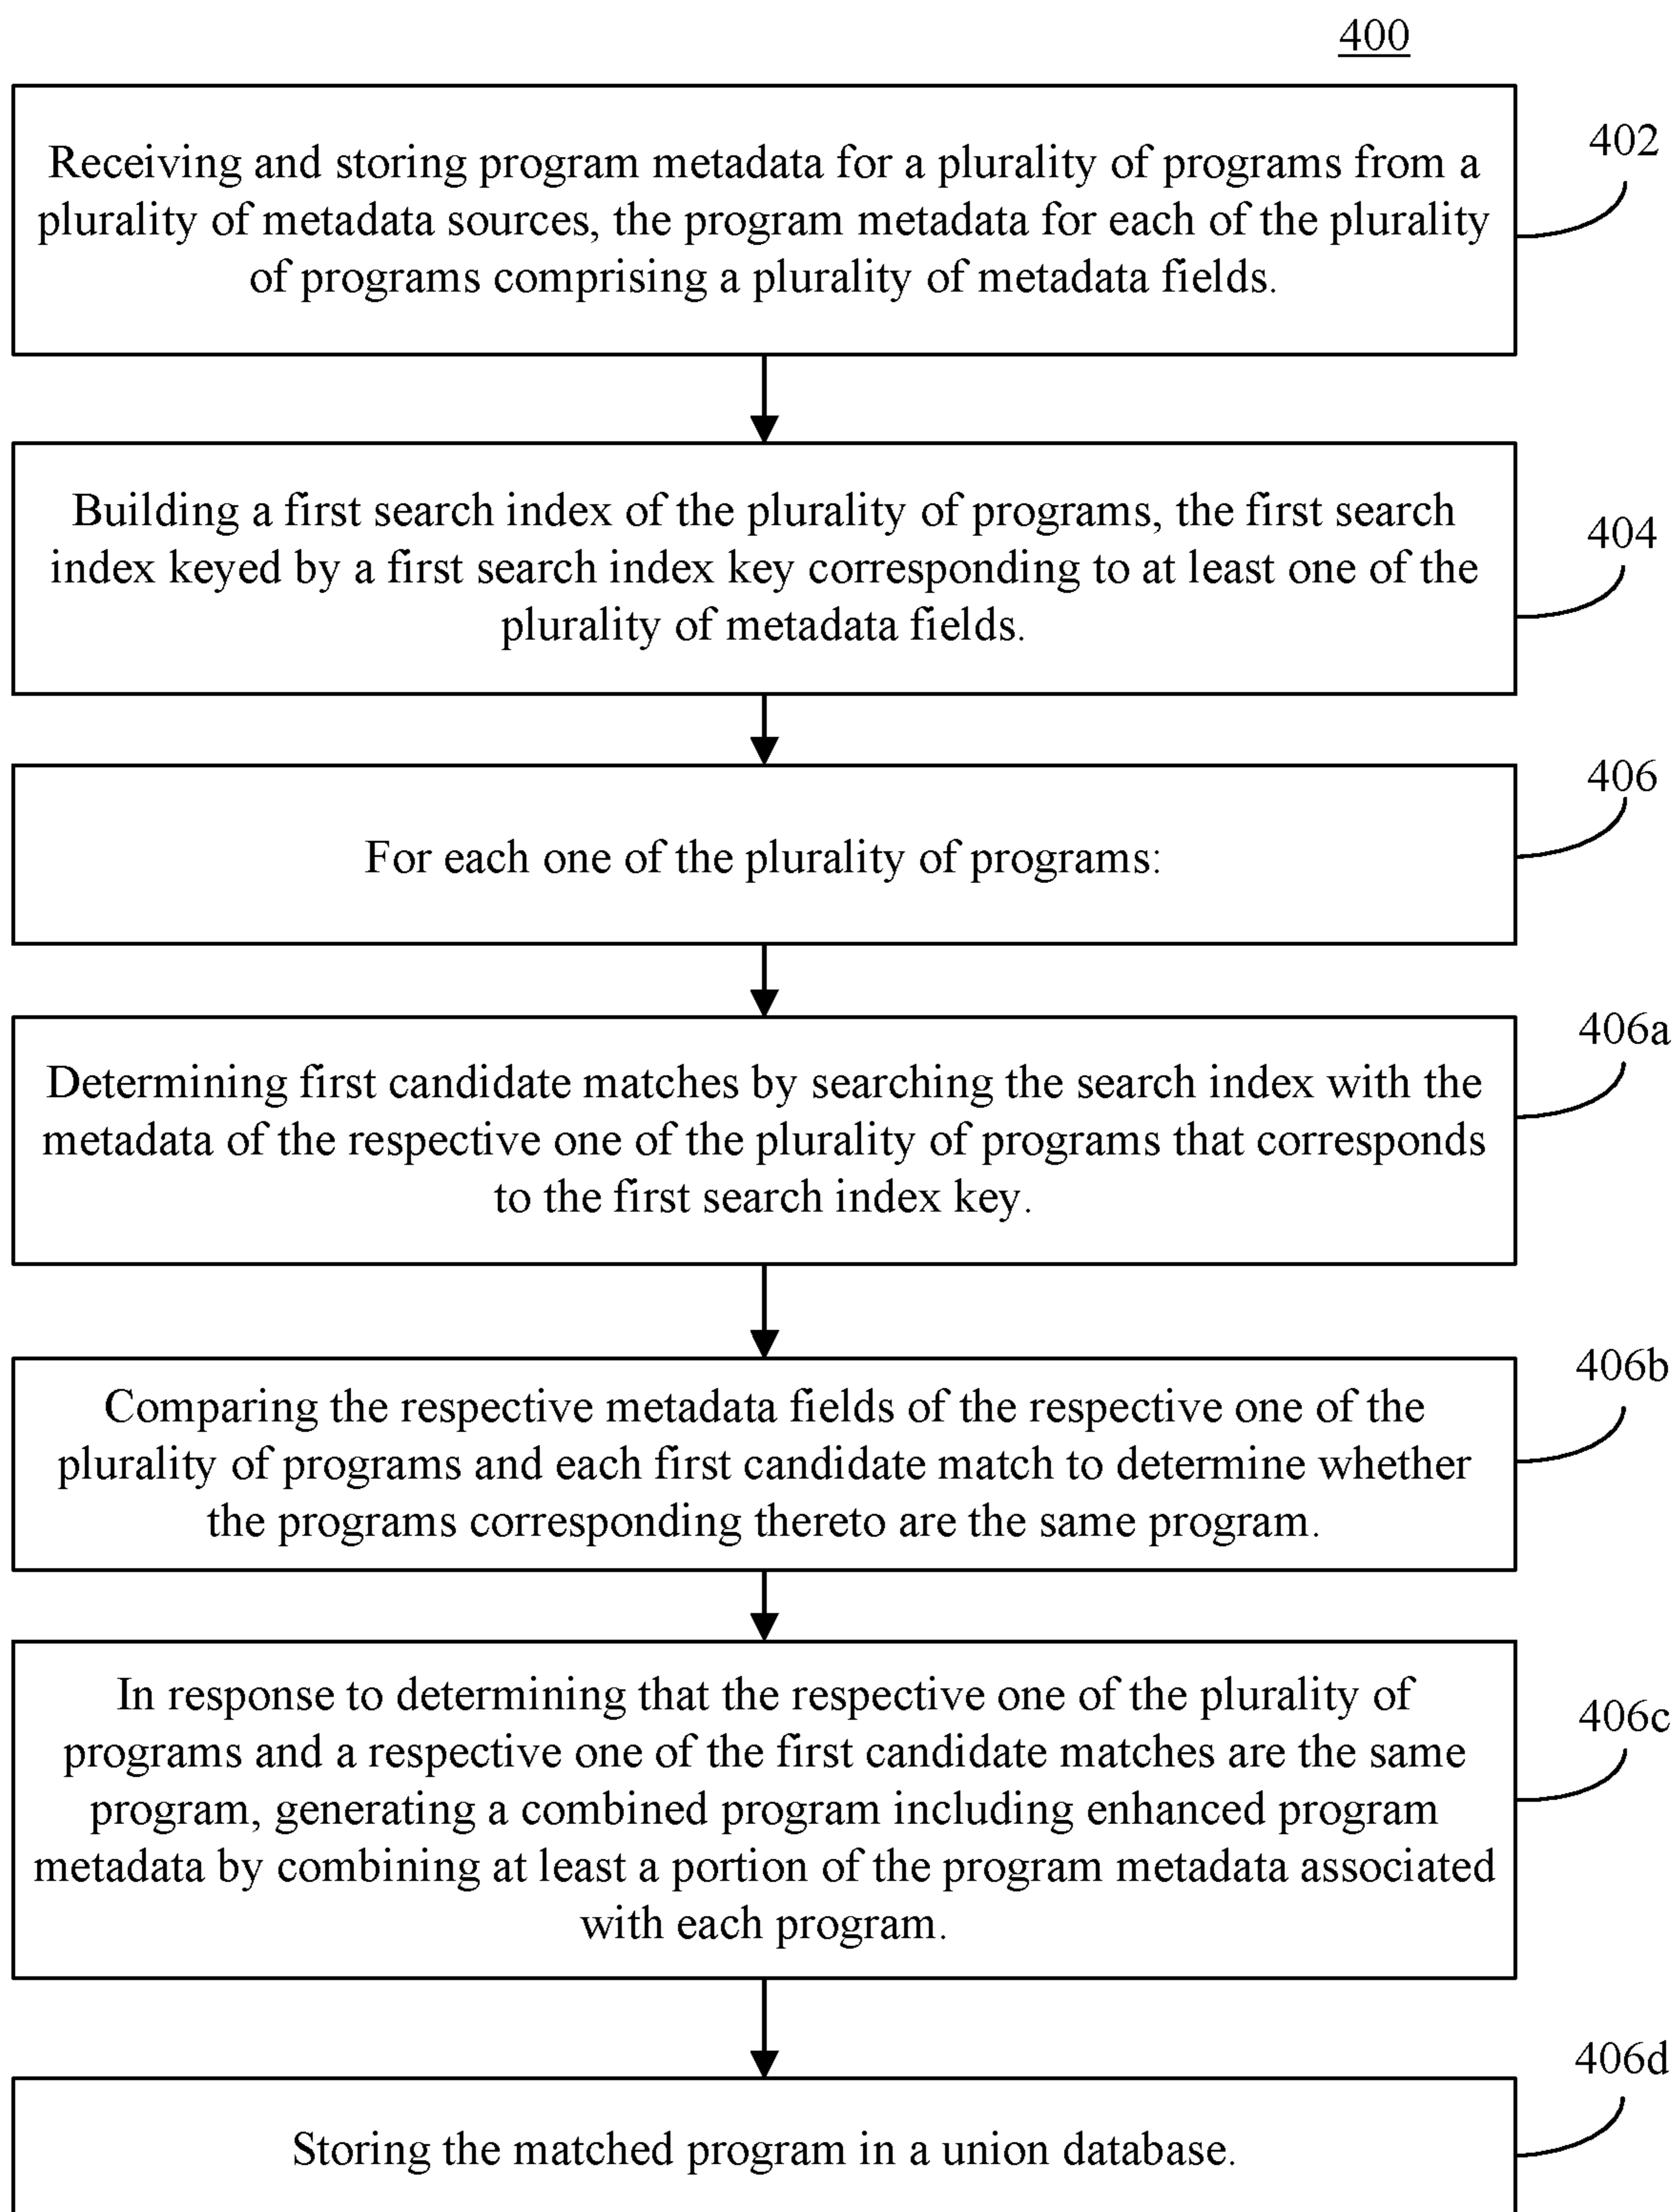 400
Receiving and storing program metadata for a plurality of programs from a
plurality of metadata sources, the program metadata for each of the plurality
of programs comprising a plurality of metadata fields.
402
Building a first search index of the plurality of programs, the first search
index keyed by a first search index key corresponding to at least one of the
plurality of metadata fields.
404
For each one of the plurality of programs:
406
Determining first candidate matches by searching the search index with the
metadata of the respective one of the plurality of programs that corresponds
to the first search index key.
406a
Comparing the respective metadata fields of the respective one of the
plurality of programs and each first candidate match to determine whether
the programs corresponding thereto are the same program.
406b
In response to determining that the respective one of the plurality of
programs and a respective one of the first candidate matches are the same
program, generating a combined program including enhanced program
metadata by combining at least a portion of the program metadata associated
with each program.
406c
Storing the matched program in a union database.
406d